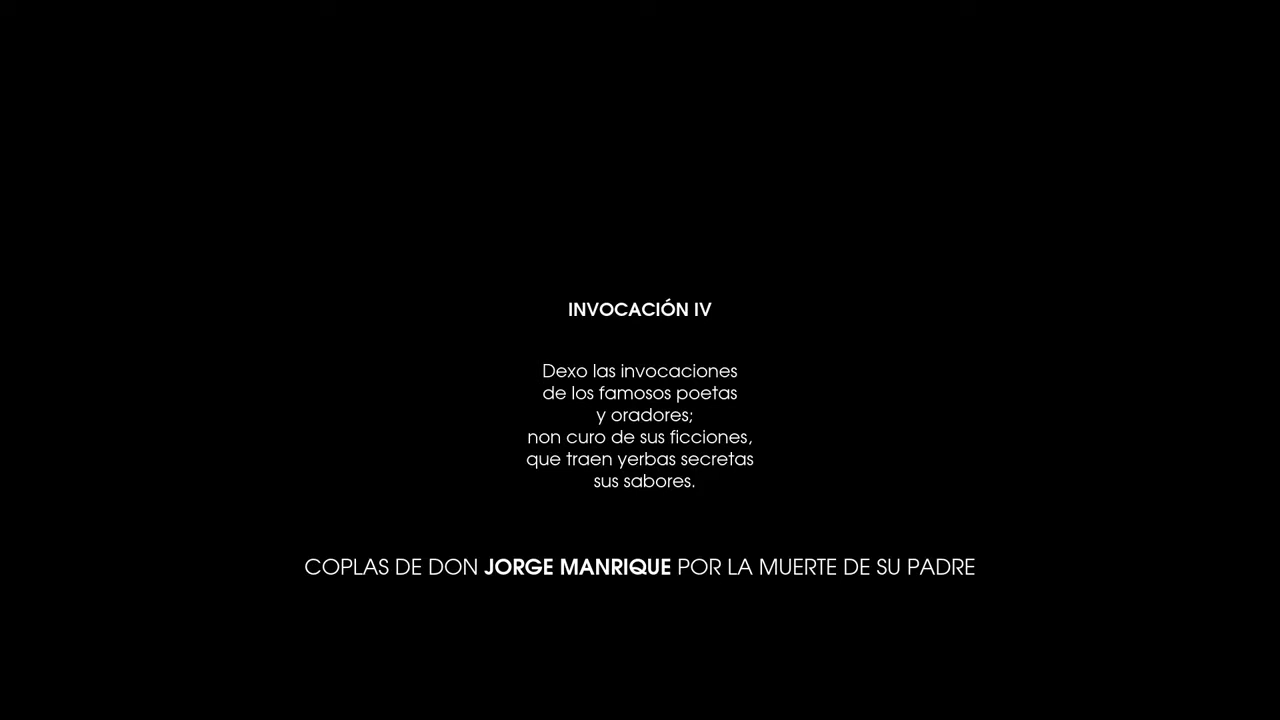 INVOCACIÓN IV
Dexo las invocaciones
de los famosos poetas
y oradores;
non curo de sus ficciones,
que traen yerbas secretas
sus sabores.
COPLAS DE DON JORGE MANRIQUE POR LA MUERTE DE SU PADRE